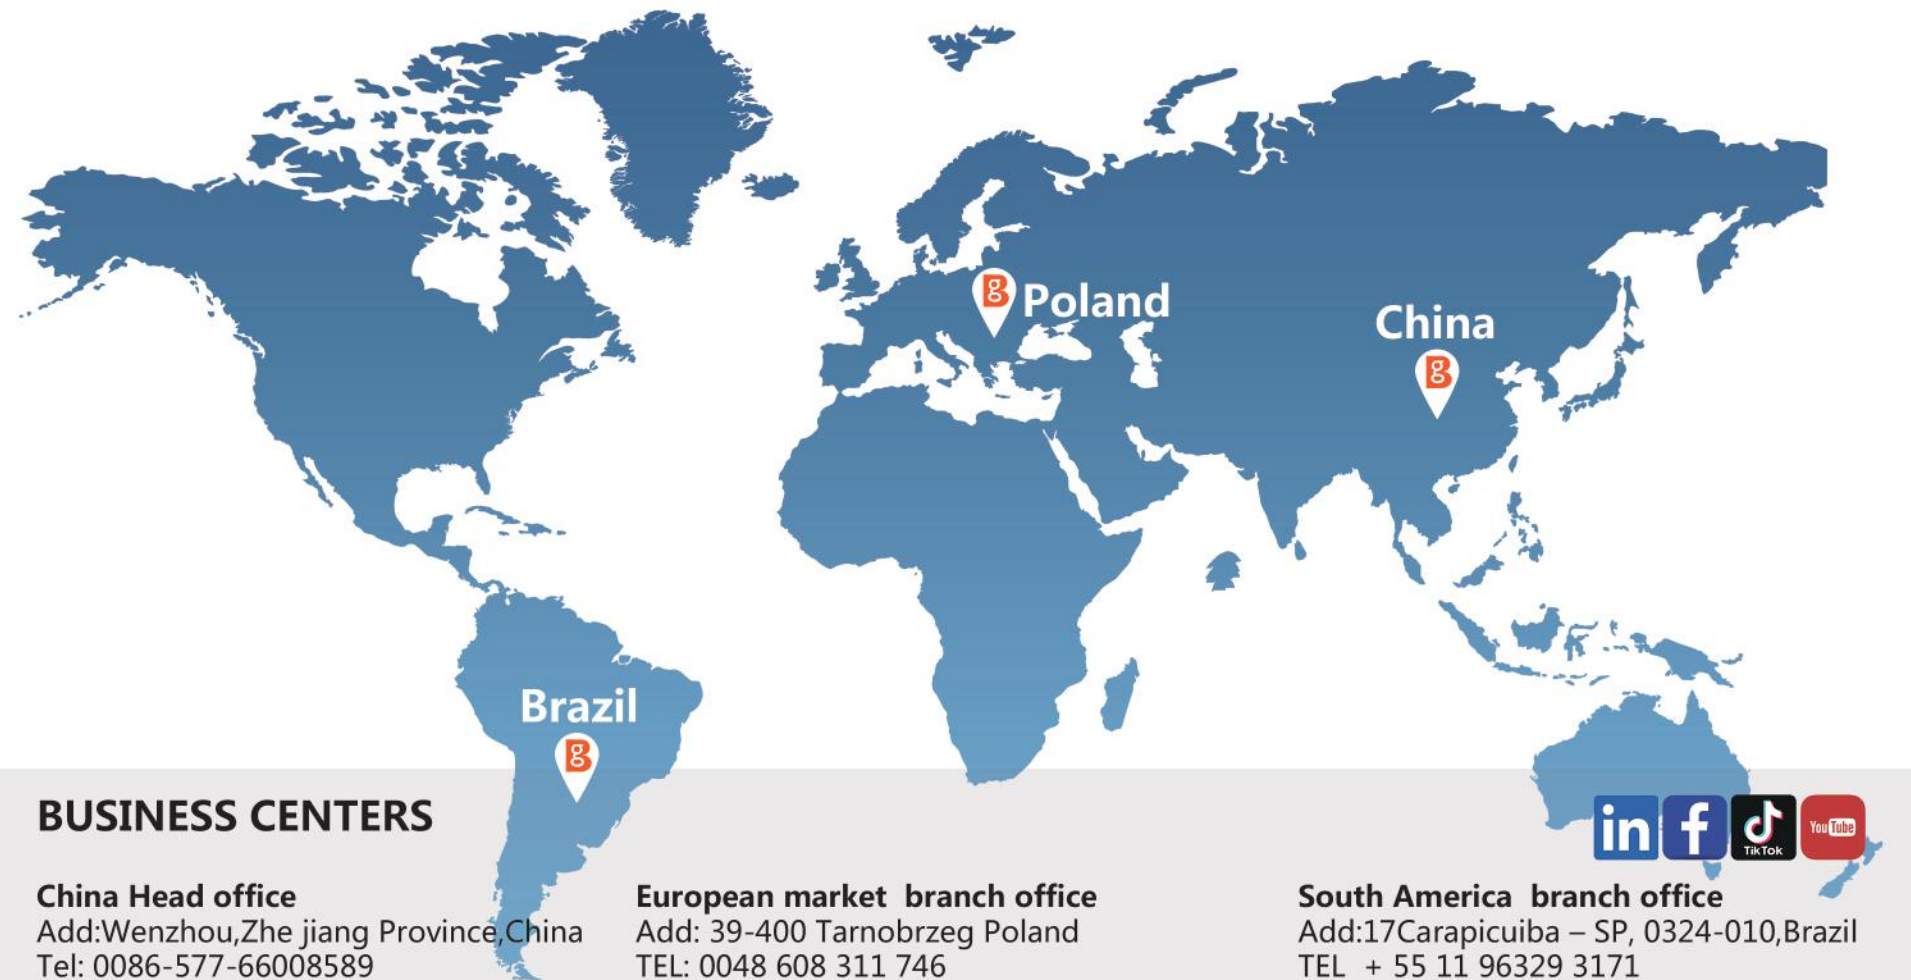 Poland
China
Brazil
BUSINESS CENTERS
in f TikTok YouTube
China Head office
Add:Wenzhou,Zhe jiang Province,China
Tel: 0086-577-66008589
European market branch office
Add: 39-400 Tarnobrzeg Poland
TEL: 0048 608 311 746
South America branch office
Add:17Carapicuiba – SP, 0324-010,Brazil
TEL + 55 11 96329 3171